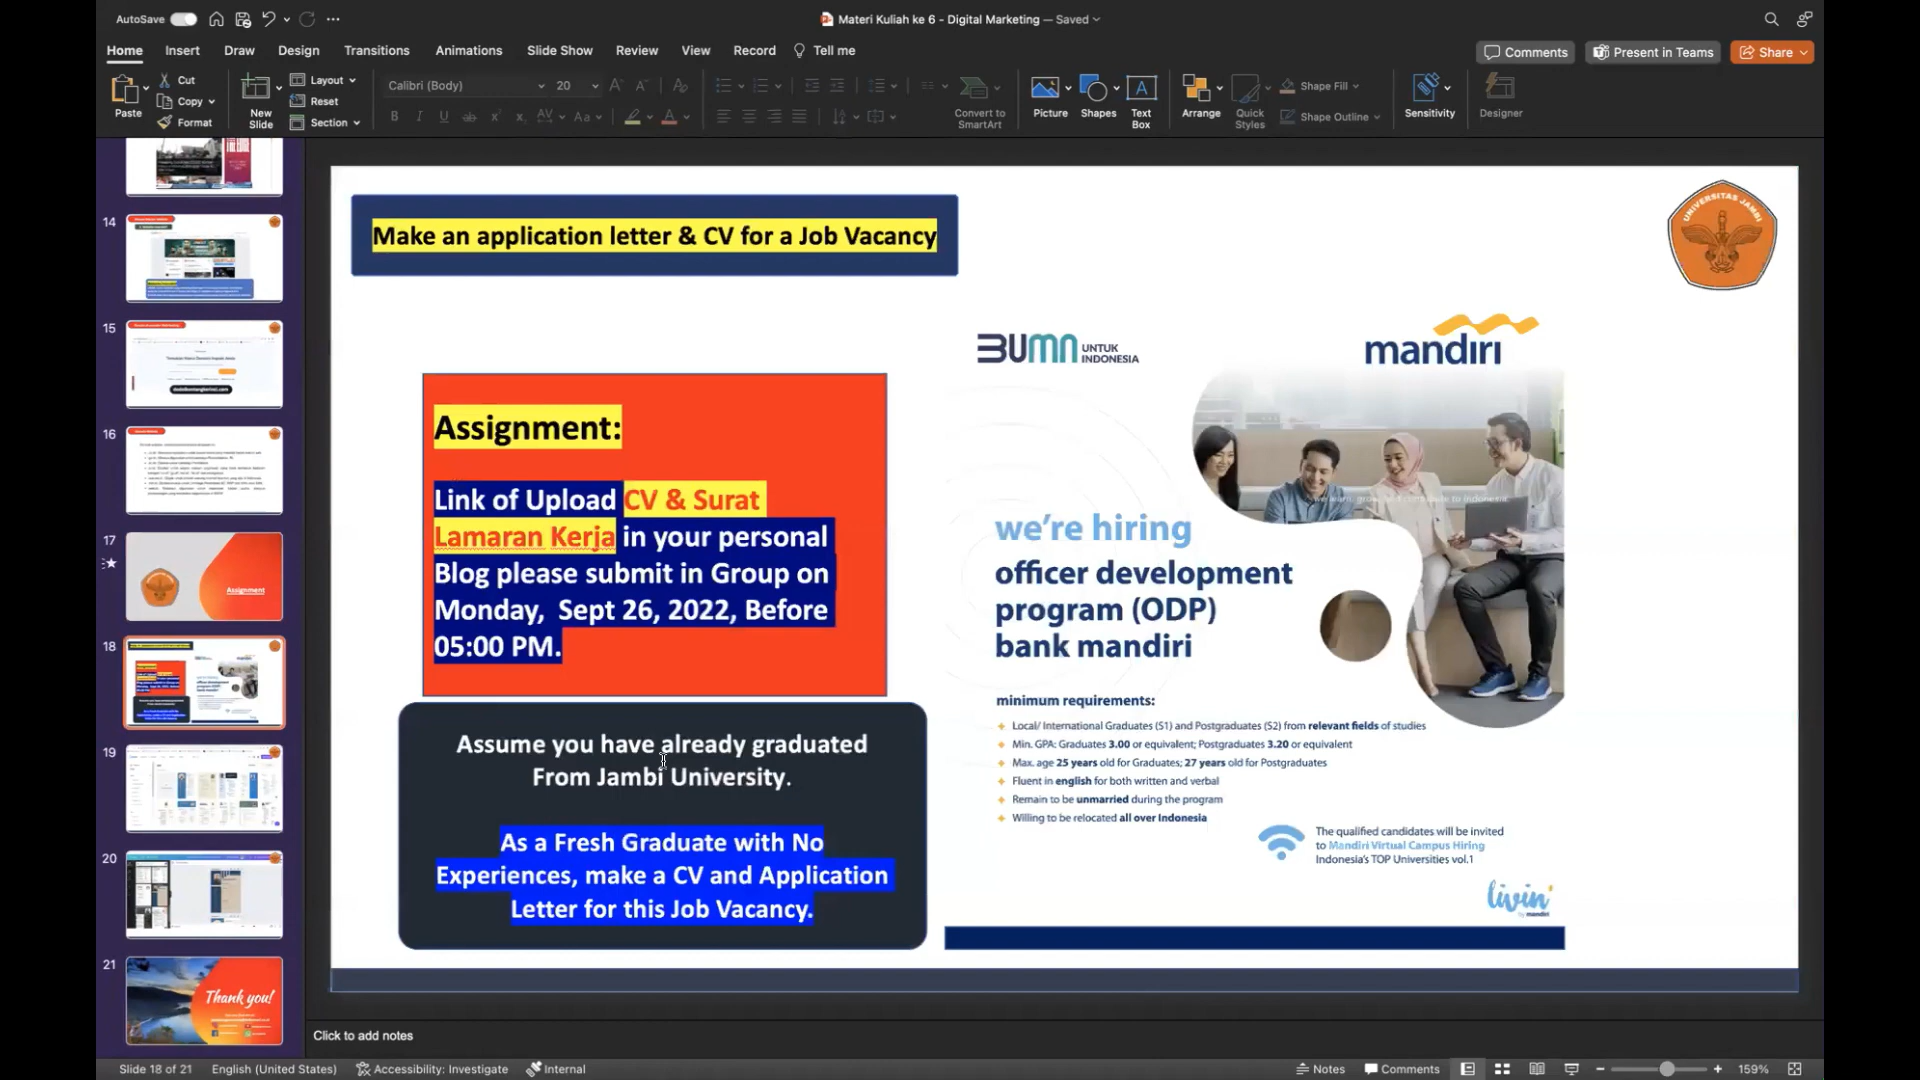 AutoSave
Materi Kuliah ke 6 - Digital Marketing — Saved
Home Insert Draw Design Transitions Animations Slide Show Review View Record Tell me
Comments Present in Teams Share
Paste
Cut
Copy
Format
New Slide
Layout
Reset
Section
Calibri (Body) 20
Convert to SmartArt
Picture Shapes Text Box
Arrange Quick Styles
Shape Fill
Shape Outline
Sensitivity
Designer
14
15
16
17
Assignment
18
19
20
21
Thank you!
Make an application letter & CV for a Job Vacancy
UNIVERSITAS JAMBI
Assignment:
Link of Upload CV & Surat
Lamaran Kerja in your personal
Blog please submit in Group on
Monday, Sept 26, 2022, Before
05:00 PM.
Assume you have already graduated
From Jambi University.
As a Fresh Graduate with No
Experiences, make a CV and Application
Letter for this Job Vacancy.
BUMN UNTUK
INDONESIA
mandiri
we're hiring
officer development
program (ODP)
bank mandiri
minimum requirements:
Local/ International Graduates (S1) and Postgraduates (S2) from relevant fields of studies
Min. GPA: Graduates 3.00 or equivalent; Postgraduates 3.20 or equivalent
Max. age 25 years old for Graduates; 27 years old for Postgraduates
Fluent in english for both written and verbal
Remain to be unmarried during the program
Willing to be relocated all over Indonesia
The qualified candidates will be invited
to Mandiri Virtual Campus Hiring
Indonesia's TOP Universities vol.1
livin'
by mandiri
Click to add notes
Slide 18 of 21 English (United States) Accessibility: Investigate Internal
Notes Comments 159%